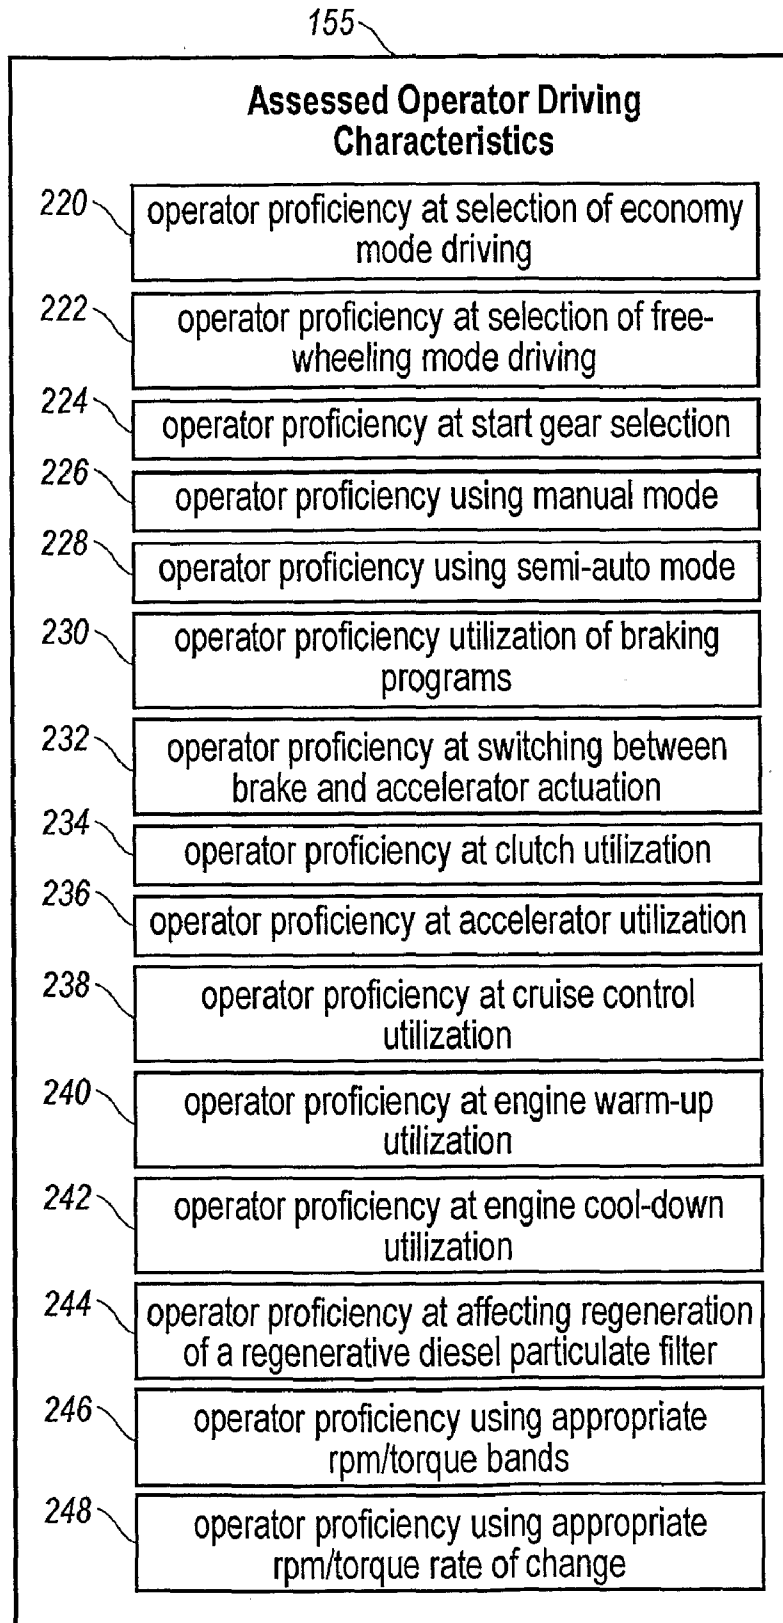 155
Assessed Operator Driving
Characteristics
220
operator proficiency at selection of economy
mode driving
222
operator proficiency at selection of free-
wheeling mode driving
224
operator proficiency at start gear selection
226
operator proficiency using manual mode
228
operator proficiency using semi-auto mode
230
operator proficiency utilization of braking
programs
232
operator proficiency at switching between
brake and accelerator actuation
234
operator proficiency at clutch utilization
236
operator proficiency at accelerator utilization
238
operator proficiency at cruise control
utilization
240
operator proficiency at engine warm-up
utilization
242
operator proficiency at engine cool-down
utilization
244
operator proficiency at affecting regeneration
of a regenerative diesel particulate filter
246
operator proficiency using appropriate
rpm/torque bands
248
operator proficiency using appropriate
rpm/torque rate of change